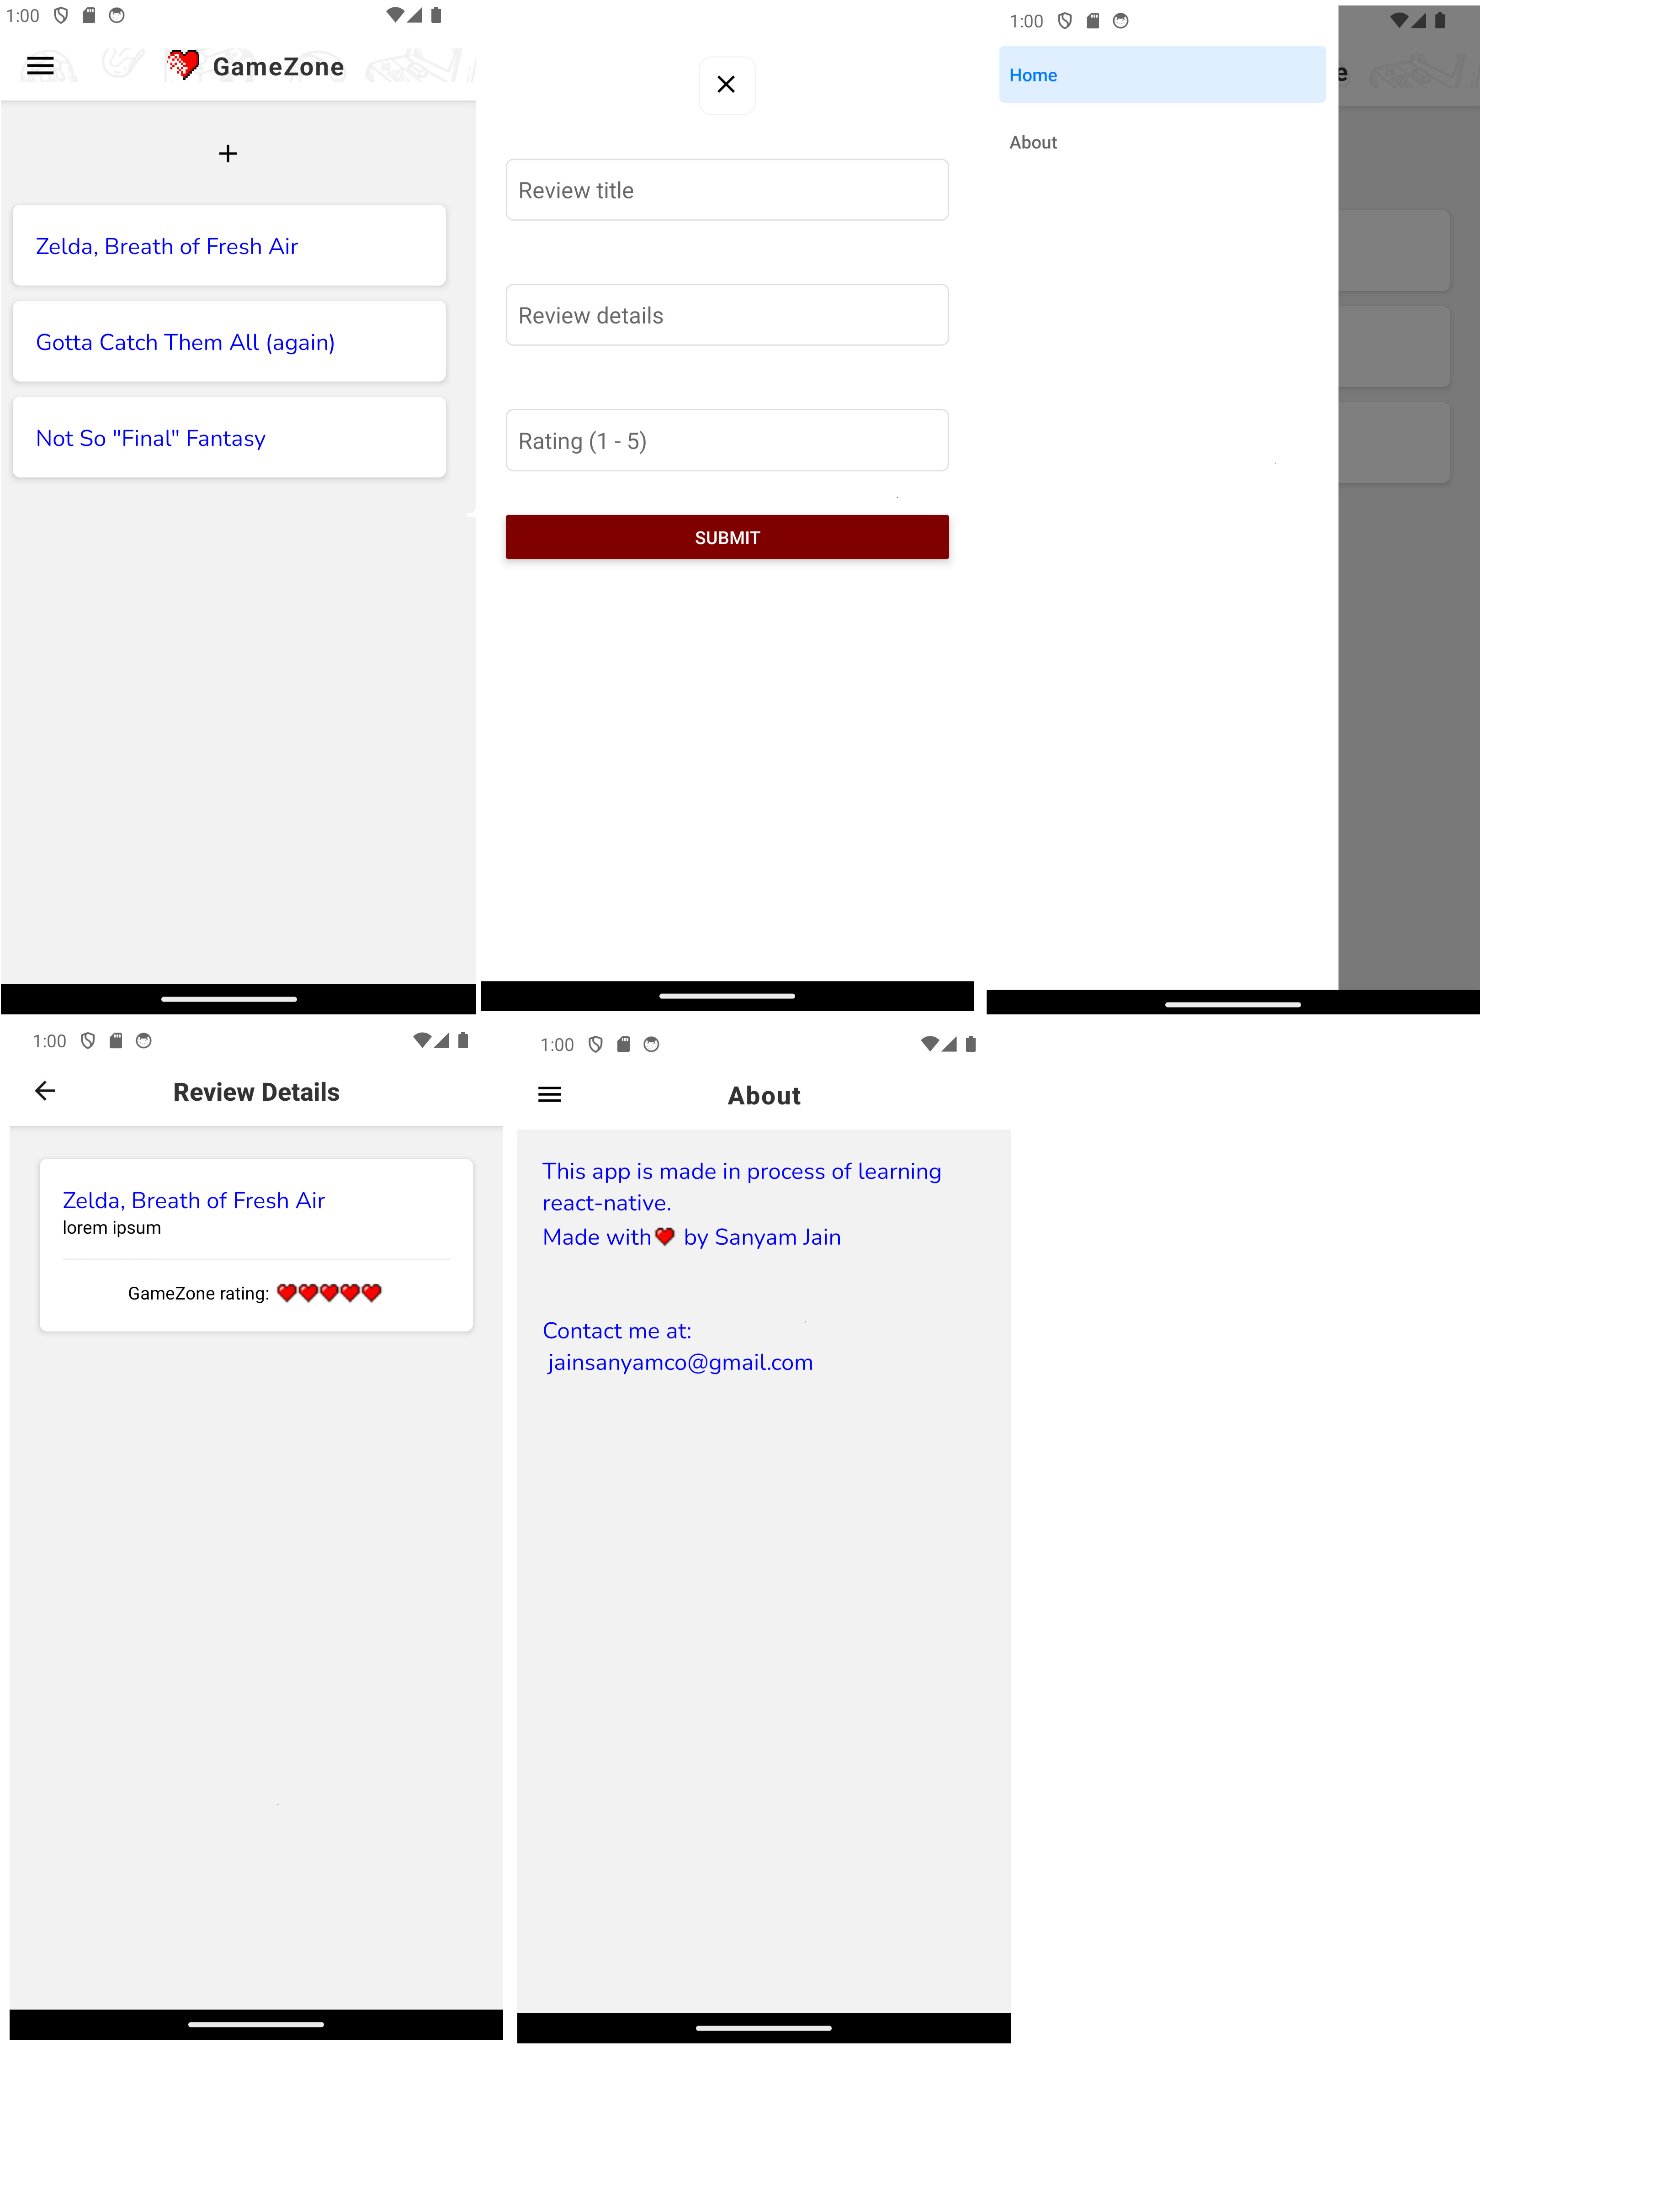 1:00
GameZone
+
Zelda, Breath of Fresh Air
Gotta Catch Them All (again)
Not So "Final" Fantasy
Review title
Review details
Rating (1 - 5)
SUBMIT
1:00
Home
e
About
1:00
Review Details
Zelda, Breath of Fresh Air
lorem ipsum
GameZone rating:
1:00
About
This app is made in process of learning
react-native.
Made with ❤ by Sanyam Jain
Contact me at:
jainsanyamco@gmail.com